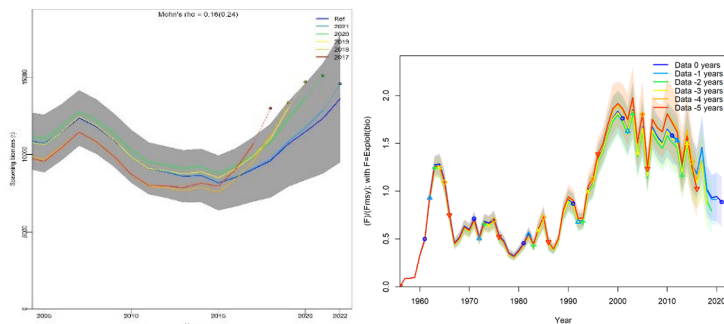 Mohn's rho = 0.16(0.24)
Ref
2021
2020
2019
2018
2017
Spawning biomass (t)
15000
10000
5000
0
2005
2010
2015
2020
2022
Data 0 years
Data -1 years
Data -2 years
Data -3 years
Data -4 years
Data -5 years
(F)/(Fmsy); with F=Exploit(bio)
2.0
1.5
1.0
0.5
0.0
1960
1970
1980
1990
2000
2010
2020
Year